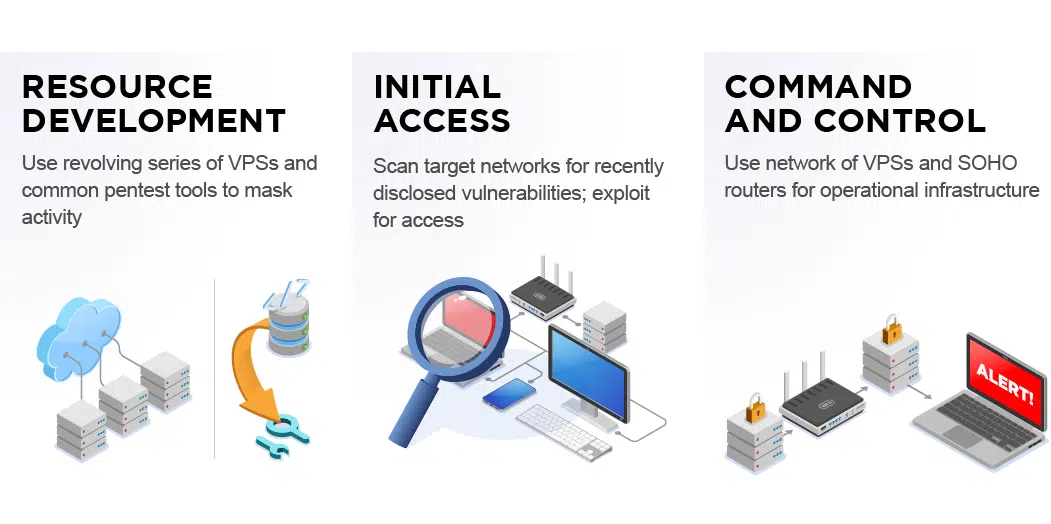 RESOURCE
DEVELOPMENT
Use revolving series of VPSs and
common pentest tools to mask
activity
INITIAL
ACCESS
Scan target networks for recently
disclosed vulnerabilities; exploit
for access
COMMAND
AND CONTROL
Use network of VPSs and SOHO
routers for operational infrastructure
</>
ALERT!